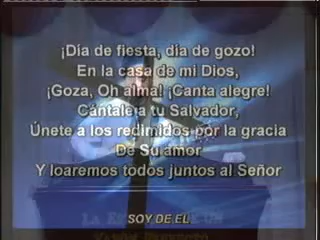 ¡Día de fiesta, dia de gozo!
En la casa de mi Dios,
¡Goza, Oh alma! ¡Canta alegre!
Cántale a tu Salvador,
Únete a los redimidos por la gracia
De Su amor
Y loaremos todos juntos al Señor
SOY DE EL